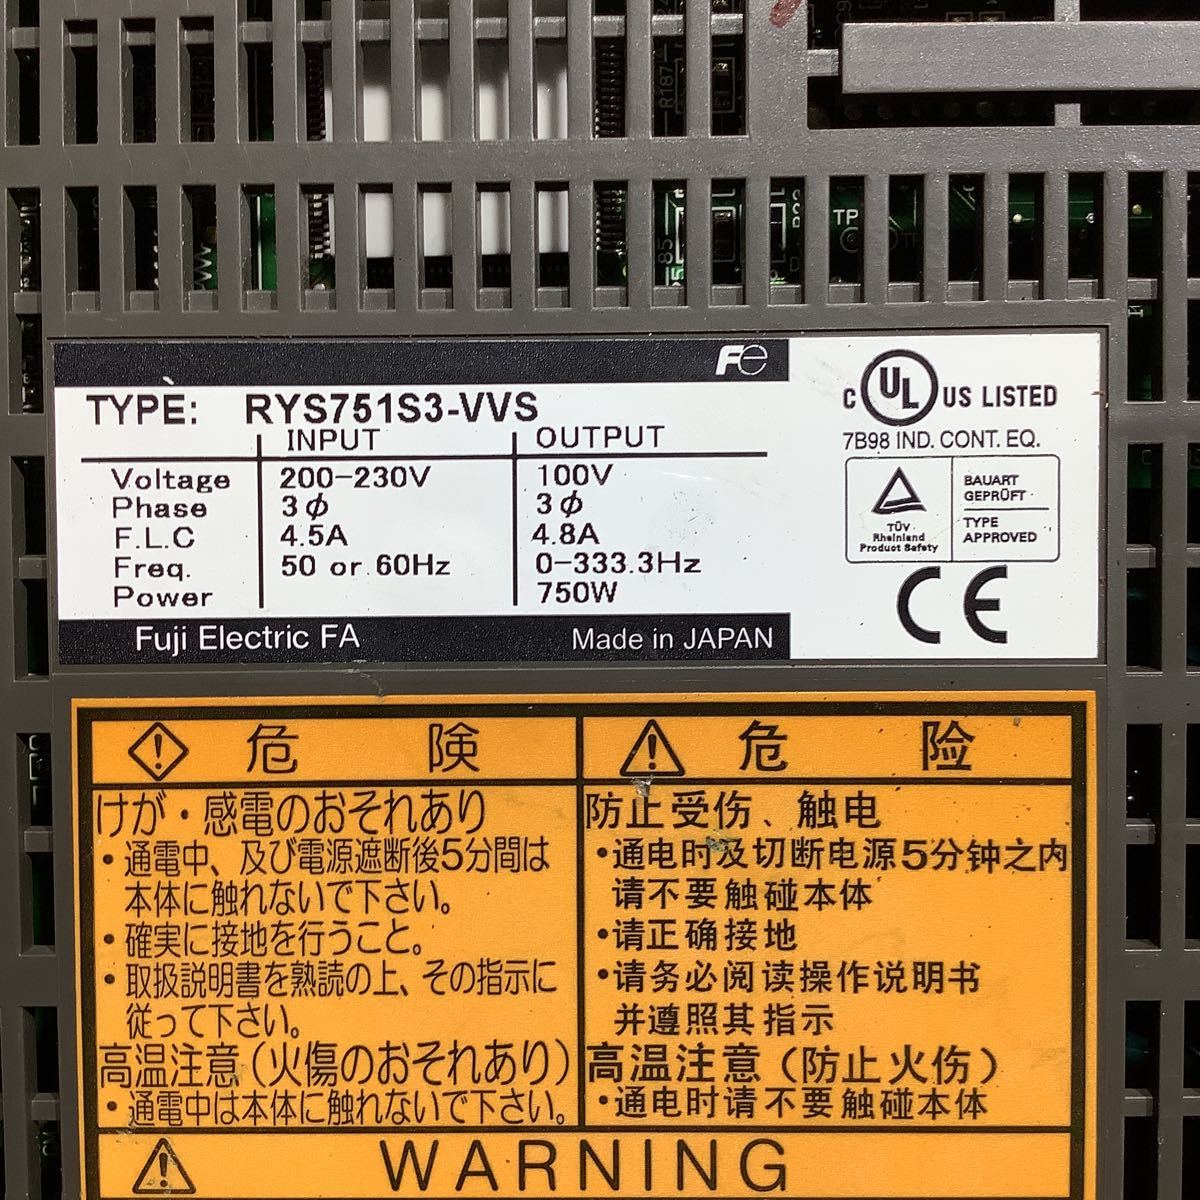 R187
TP
Fe
TYPE: RYS751S3-VVS
INPUT OUTPUT
Voltage 200-230V 100V
Phase 3φ 3φ
F.L.C 4.5A 4.8A
Freq. 50 or 60Hz 0-333.3Hz
Power 750W
Fuji Electric FA Made in JAPAN
C UL US LISTED
7B98 IND. CONT. EQ.
TÜV
Rheinland
Product Safety
BAUART
GEPRÜFT
TYPE
APPROVED
CE
危険
けが・感電のおそれあり
・通電中、及び電源遮断後5分間は
本体に触れないで下さい。
・確実に接地を行うこと。
・取扱説明書を熟読の上、その指示に
従って下さい。
高温注意(火傷のおそれあり)
・通電中は本体に触れないで下さい。
危险
防止受伤、触电
・通电时及切断电源5分钟之内
请不要触碰本体
・请正确接地
・请务必阅读操作说明书
并遵照其指示
高温注意(防止火伤)
・通电时请不要触碰本体
WARNING